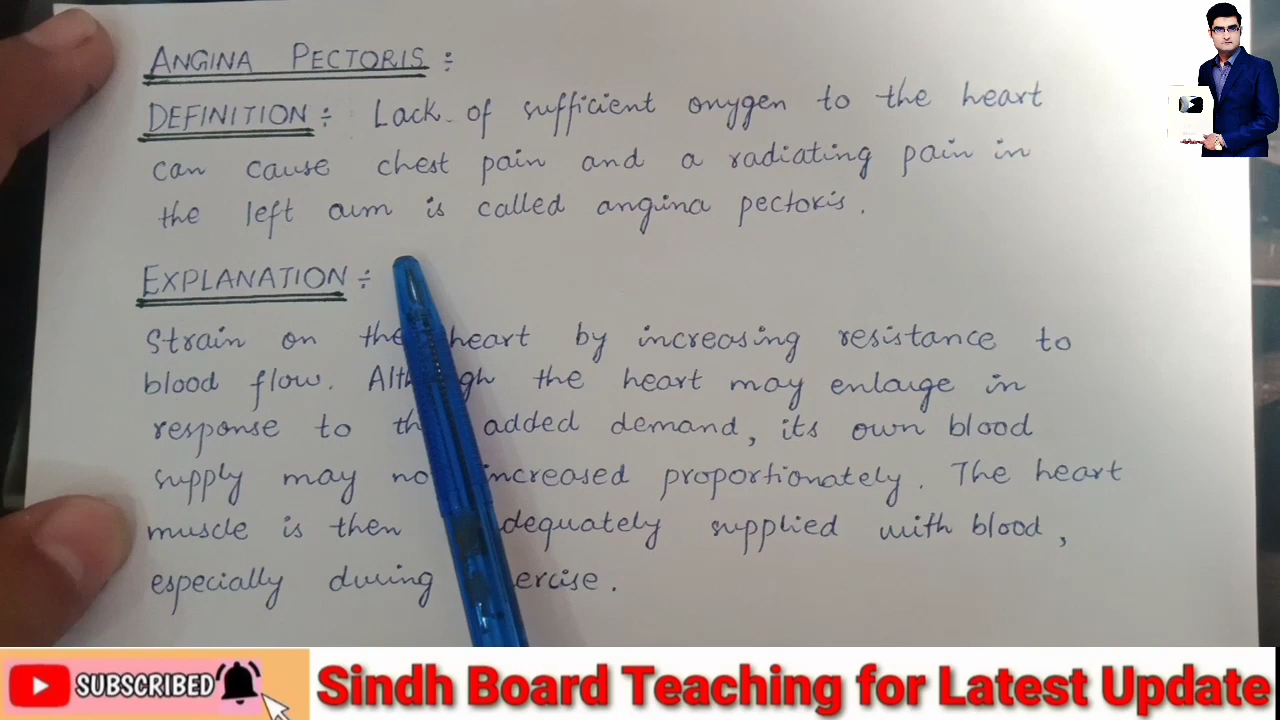 ANGINA PECTORIS :
DEFINITION : Lack of sufficient oxygen to the heart
can cause chest pain and a radiating pain in
the left arm is called angina pectoris.
EXPLANATION :
Strain on the heart by increasing resistance to
blood flow. Although the heart may enlarge in
response to the added demand, its own blood
supply may increased proportionately. The heart
muscle is then supplied with blood,
especially during
SUBSCRIBED
Sindh Board Teaching for Latest Update